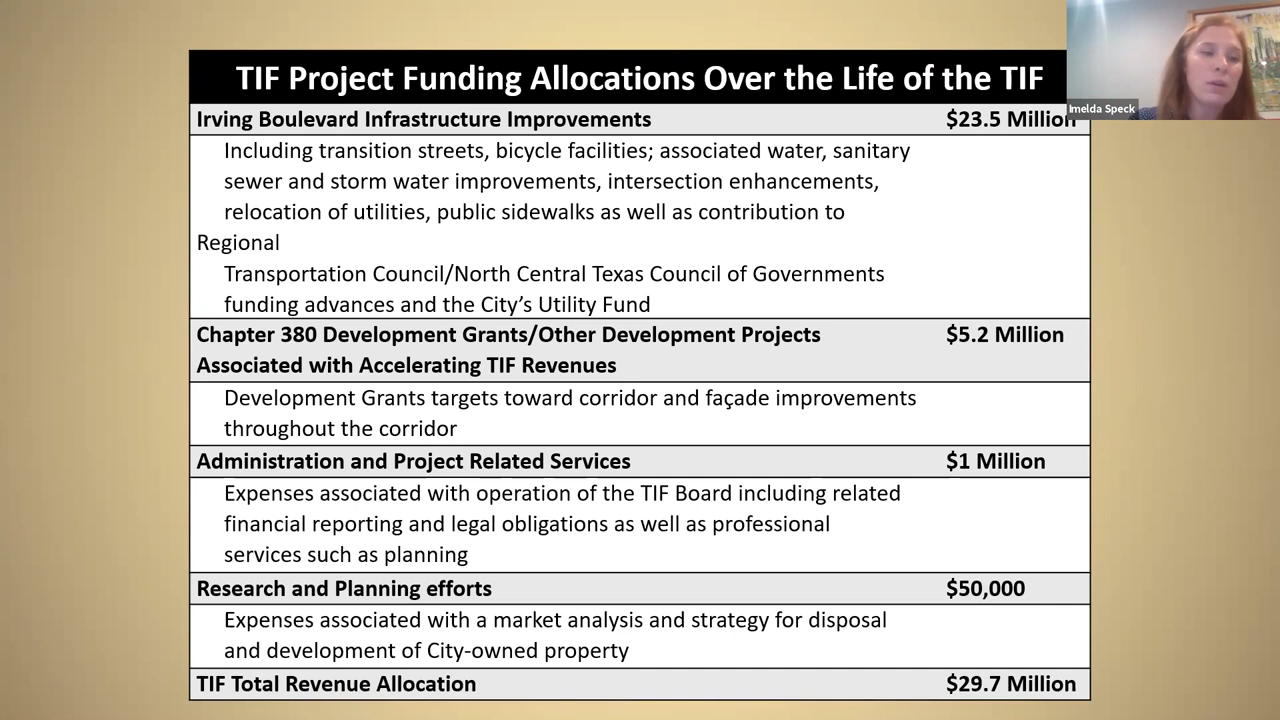 TIF Project Funding Allocations Over the Life of the TIF
Imelda Speck
Irving Boulevard Infrastructure Improvements $23.5 Million
Including transition streets, bicycle facilities; associated water, sanitary
sewer and storm water improvements, intersection enhancements,
relocation of utilities, public sidewalks as well as contribution to
Regional
Transportation Council/North Central Texas Council of Governments
funding advances and the City’s Utility Fund
Chapter 380 Development Grants/Other Development Projects $5.2 Million
Associated with Accelerating TIF Revenues
Development Grants targets toward corridor and façade improvements
throughout the corridor
Administration and Project Related Services $1 Million
Expenses associated with operation of the TIF Board including related
financial reporting and legal obligations as well as professional
services such as planning
Research and Planning efforts $50,000
Expenses associated with a market analysis and strategy for disposal
and development of City-owned property
TIF Total Revenue Allocation $29.7 Million